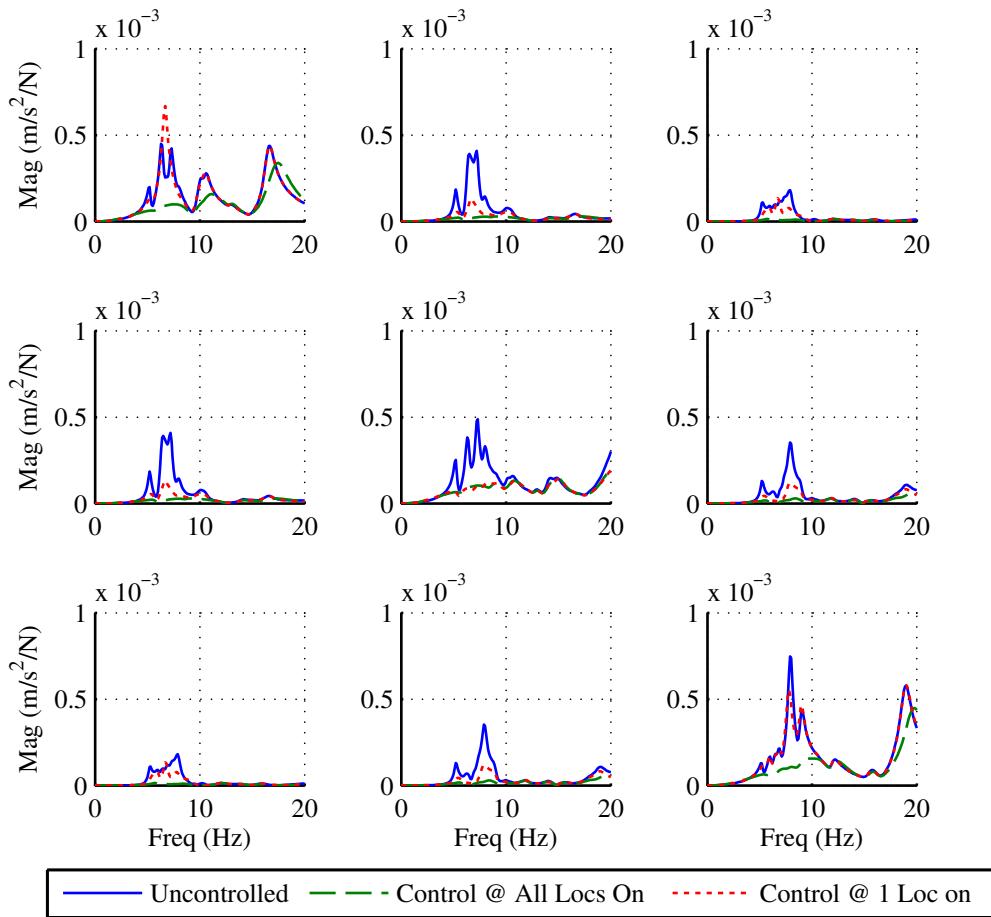 x 10⁻³ x 10⁻³ x 10⁻³
Mag (m/s²/N)
1 1 1
0.5 0.5 0.5
0 0 0
0 10 20 0 10 20 0 10 20
x 10⁻³ x 10⁻³ x 10⁻³
Mag (m/s²/N)
1 1 1
0.5 0.5 0.5
0 0 0
0 10 20 0 10 20 0 10 20
x 10⁻³ x 10⁻³ x 10⁻³
Mag (m/s²/N)
1 1 1
0.5 0.5 0.5
0 0 0
0 10 20 0 10 20 0 10 20
Freq (Hz) Freq (Hz) Freq (Hz)
Uncontrolled Control @ All Locs On Control @ 1 Loc on